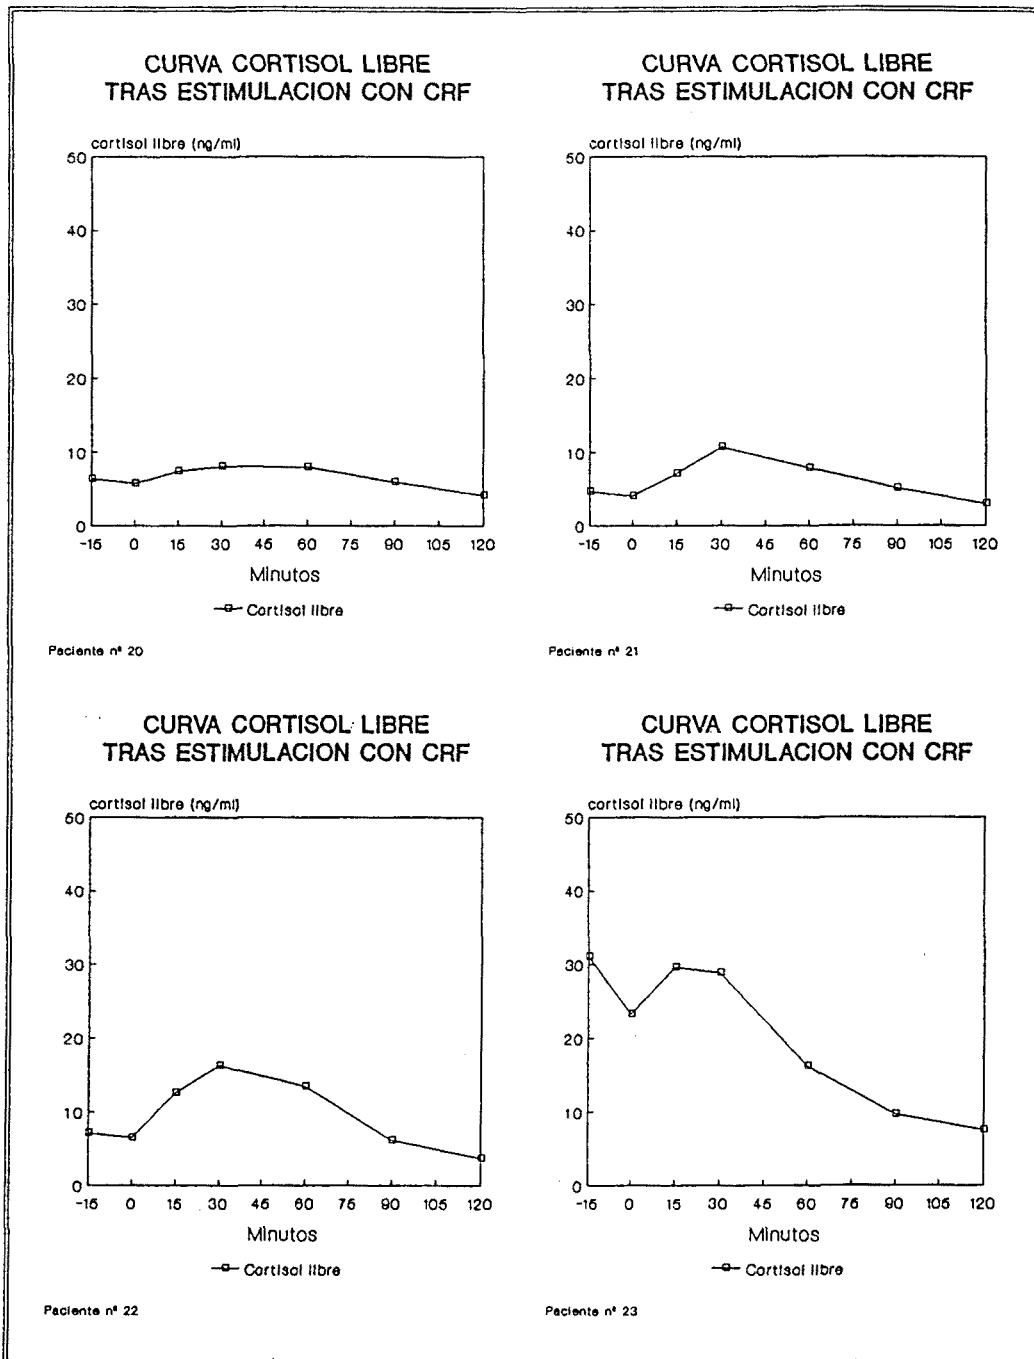 CURVA CORTISOL LIBRE
TRAS ESTIMULACION CON CRF
cortisol libre (ng/ml)
50
40
30
20
10
0
-15 0 15 30 45 60 75 90 105 120
Minutos
Cortisol libre
Paciente nº 20
CURVA CORTISOL LIBRE
TRAS ESTIMULACION CON CRF
cortisol libre (ng/ml)
50
40
30
20
10
0
-15 0 15 30 45 60 75 90 105 120
Minutos
Cortisol libre
Paciente nº 21
CURVA CORTISOL LIBRE
TRAS ESTIMULACION CON CRF
cortisol libre (ng/ml)
50
40
30
20
10
0
-15 0 15 30 45 60 75 90 105 120
Minutos
Cortisol libre
Paciente nº 22
CURVA CORTISOL LIBRE
TRAS ESTIMULACION CON CRF
cortisol libre (ng/ml)
50
40
30
20
10
0
-15 0 15 30 45 60 75 90 105 120
Minutos
Cortisol libre
Paciente nº 23